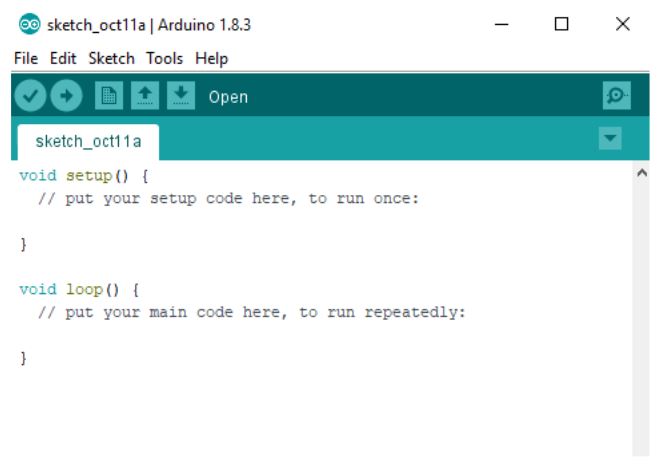 sketch_oct11a | Arduino 1.8.3
File Edit Sketch Tools Help
Open
sketch_oct11a
void setup() {
  // put your setup code here, to run once:
}
void loop() {
  // put your main code here, to run repeatedly:
}